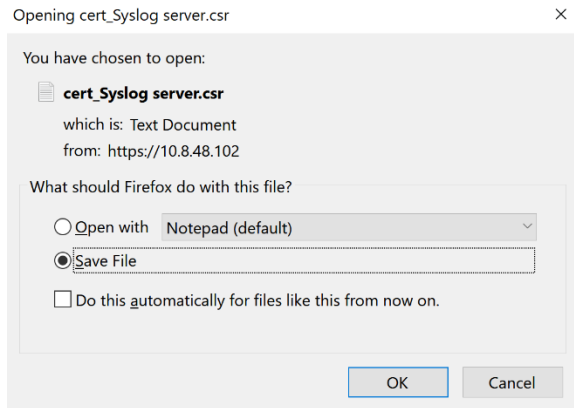 Opening cert_Syslog server.csr
You have chosen to open:
cert_Syslog server.csr
which is: Text Document
from: https://10.8.48.102
What should Firefox do with this file?
Open with Notepad (default)
Save File
Do this automatically for files like this from now on.
OK Cancel